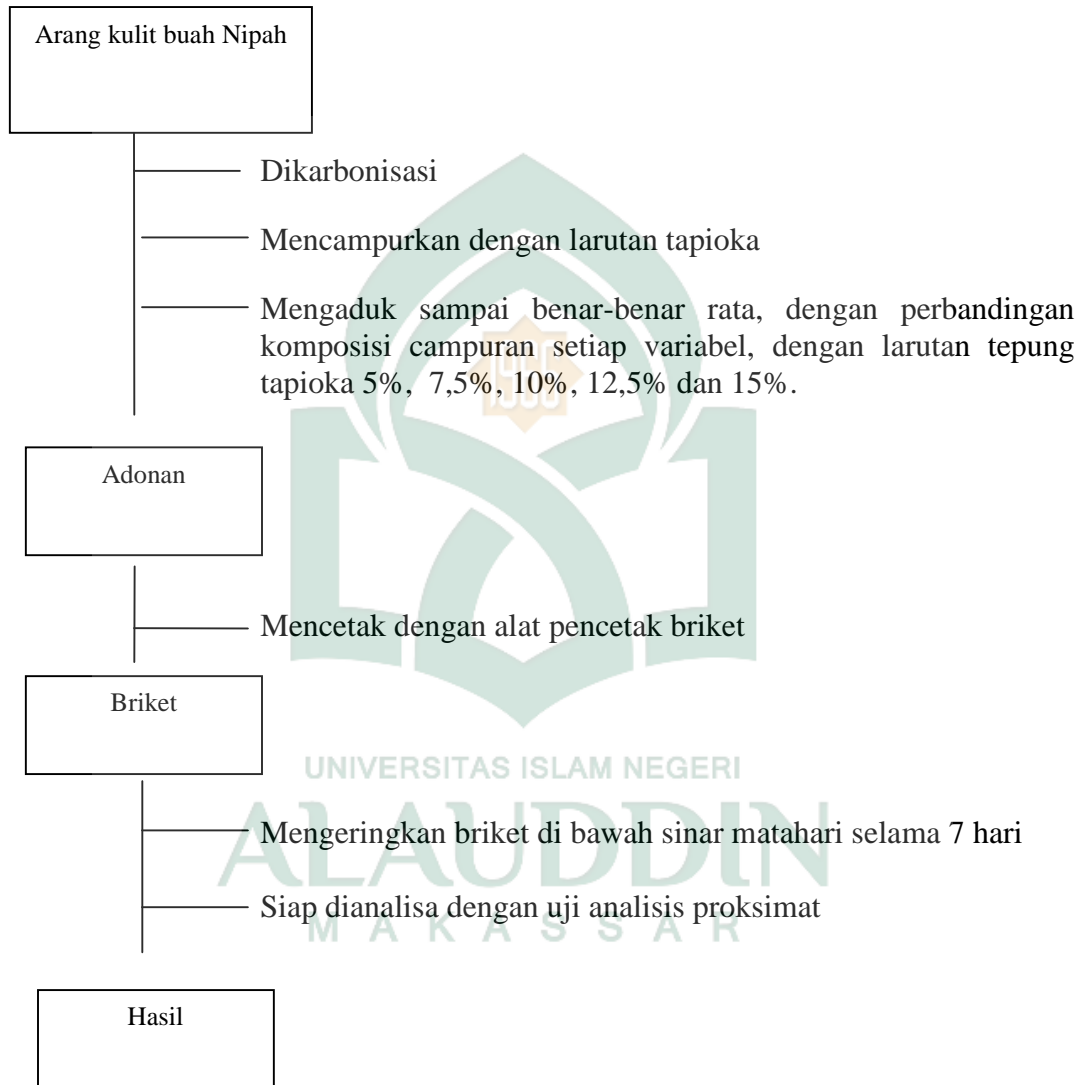 Arang kulit buah Nipah
Dikarbonisasi
Mencampurkan dengan larutan tapioka
Mengaduk sampai benar-benar rata, dengan perbandingan
komposisi campuran setiap variabel, dengan larutan tepung
tapioka 5%, 7,5%, 10%, 12,5% dan 15%.
1965
Adonan
Mencetak dengan alat pencetak briket
Briket
UNIVERSITAS ISLAM NEGERI
ALAUDDIN
Mengeringkan briket di bawah sinar matahari selama 7 hari
Siap dianalisa dengan uji analisis proksimat
MAKASSAR
Hasil